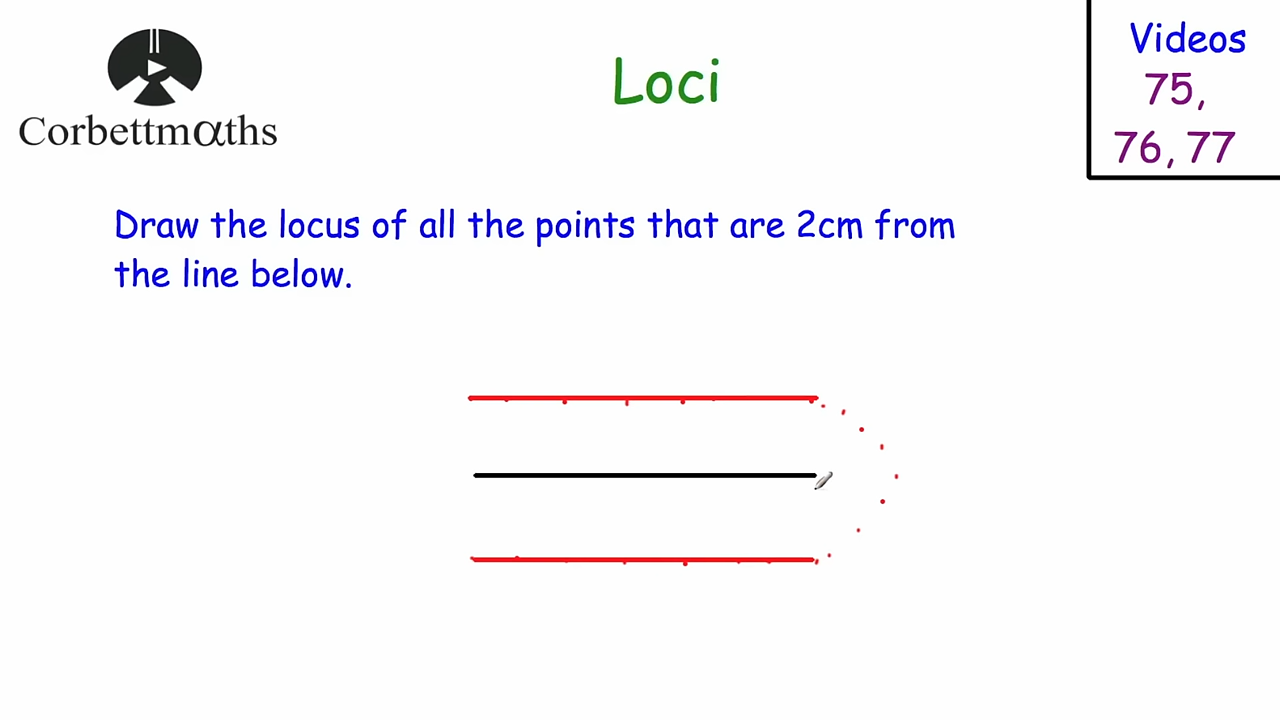 Corbettmαths
Loci
Videos
75,
76, 77
Draw the locus of all the points that are 2cm from
the line below.